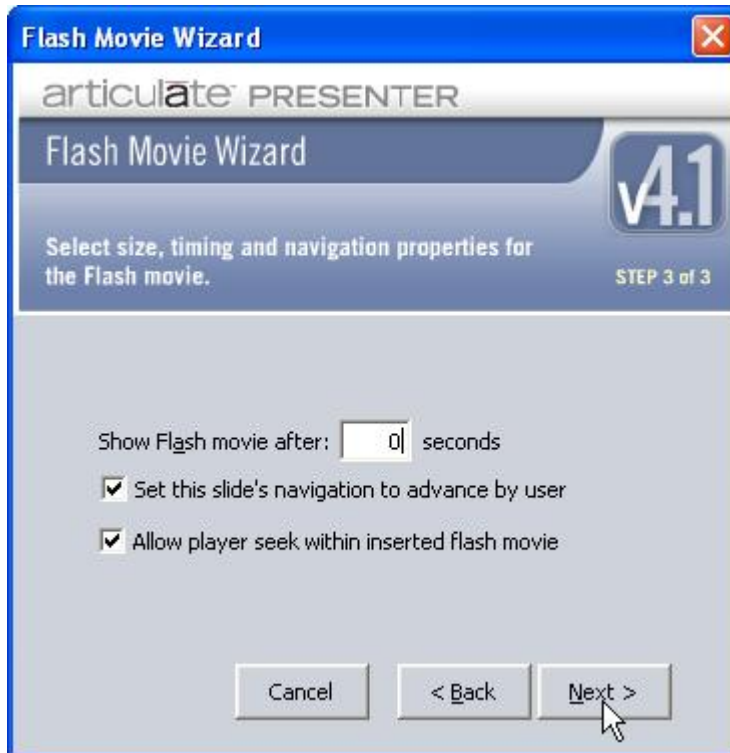 Flash Movie Wizard
articulate PRESENTER
Flash Movie Wizard
v4.1
Select size, timing and navigation properties for
the Flash movie.
STEP 3 of 3
Show Flash movie after: 0 seconds
Set this slide's navigation to advance by user
Allow player seek within inserted flash movie
Cancel < Back Next >